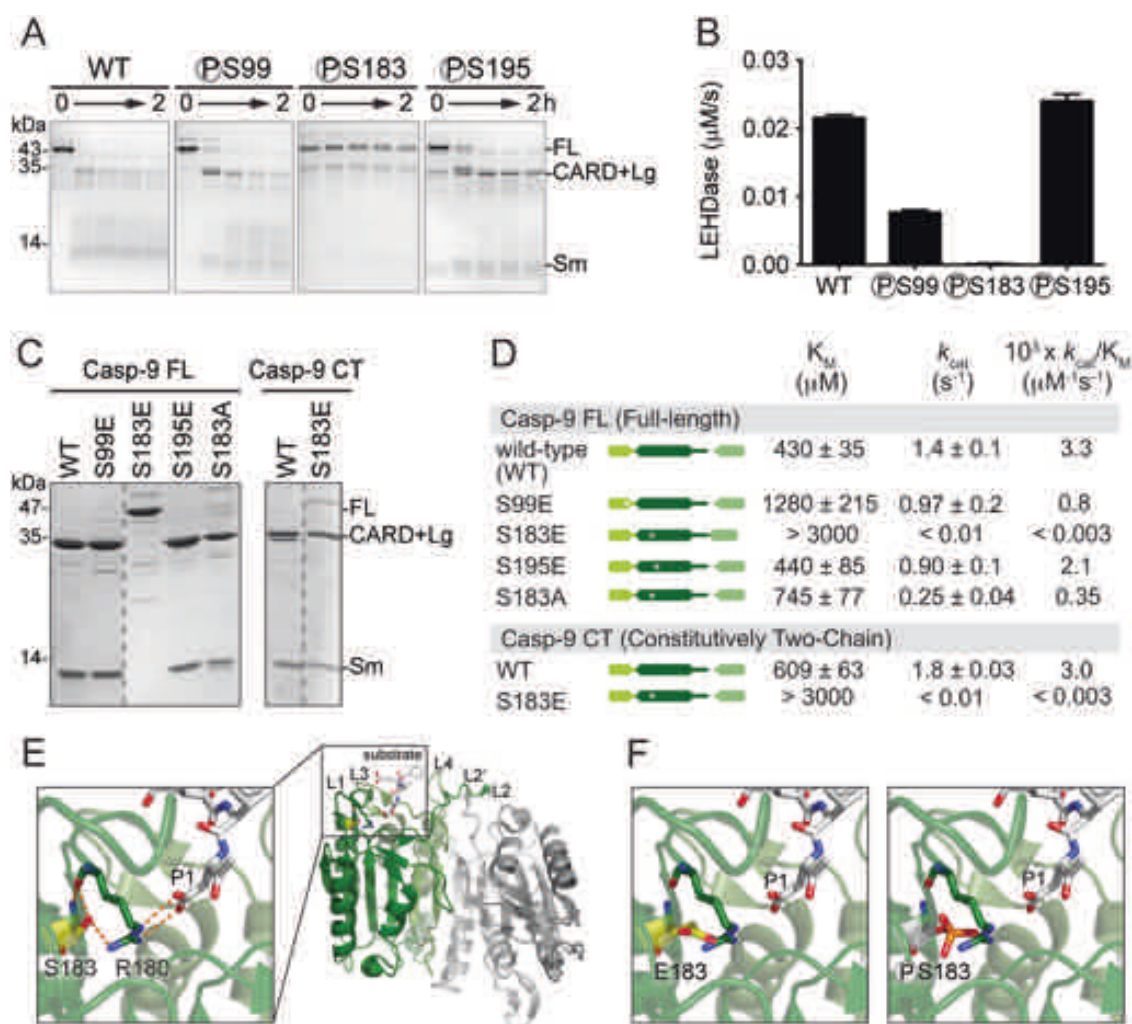 A
WT ⓅS99 ⓅS183 ⓅS195
0 2 0 2 0 2 0 2 h
kDa
43
35
14
FL
CARD+Lg
Sm
B
LEHDase (μM/s)
0.03
0.02
0.01
0.00
WT ⓅS99 ⓅS183 ⓅS195
C
Casp-9 FL Casp-9 CT
WT S99E S183E S195E S183A WT S183E
kDa
47
35
14
FL
CARD+Lg
Sm
D
K_M k_cat k_cat/K_M
(μM) (s⁻¹) (μM⁻¹s⁻¹)
Casp-9 FL (Full-length)
wild-type (WT) 430 ± 35 1.4 ± 0.1 3.3
S99E 1280 ± 215 0.97 ± 0.2 0.8
S183E > 3000 < 0.01 < 0.003
S195E 440 ± 85 0.90 ± 0.1 2.1
S183A 745 ± 77 0.25 ± 0.04 0.35
Casp-9 CT (Constitutively Two-Chain)
WT 609 ± 63 1.8 ± 0.03 3.0
S183E > 3000 < 0.01 < 0.003
E
P1
S183 R180
substrate
L1 L3 L4 L2' L2
F
P1
E183
P1
PS183